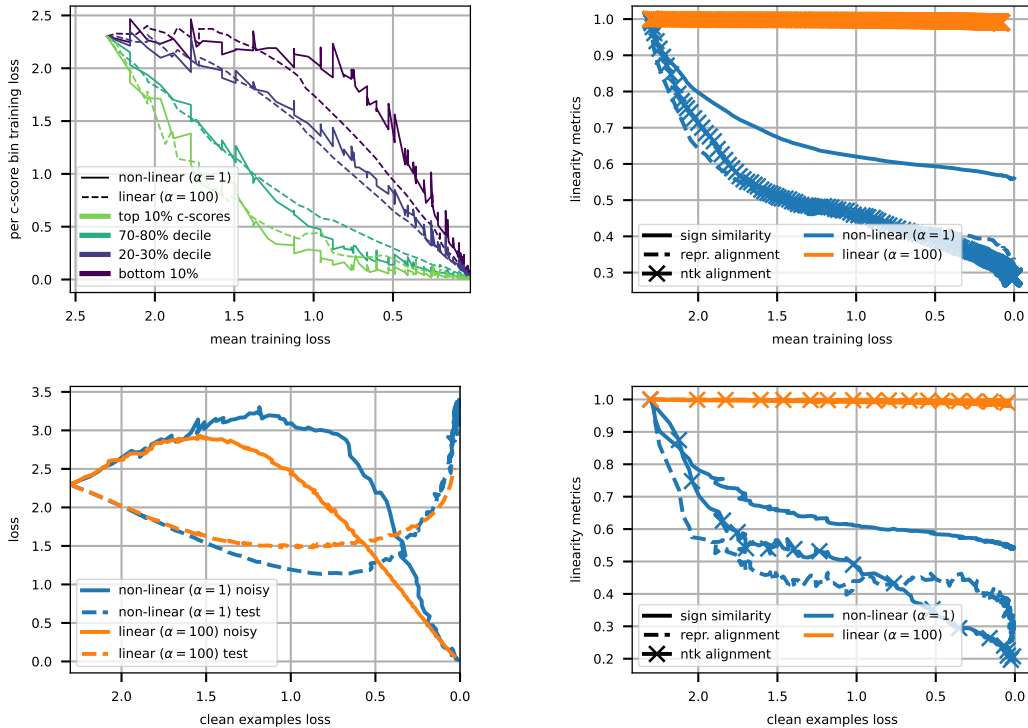 2.5
2.0
1.5
1.0
0.5
0.0
per c-score bin training loss
non-linear (α = 1)
linear (α = 100)
top 10% c-scores
70-80% decile
20-30% decile
bottom 10%
2.5 2.0 1.5 1.0 0.5
mean training loss
1.0
0.9
0.8
0.7
0.6
0.5
0.4
0.3
linearity metrics
sign similarity non-linear (α = 1)
repr. alignment linear (α = 100)
ntk alignment
2.0 1.5 1.0 0.5 0.0
mean training loss
3.5
3.0
2.5
2.0
1.5
1.0
0.5
0.0
loss
non-linear (α = 1) noisy
non-linear (α = 1) test
linear (α = 100) noisy
linear (α = 100) test
2.0 1.5 1.0 0.5 0.0
clean examples loss
1.0
0.9
0.8
0.7
0.6
0.5
0.4
0.3
0.2
linearity metrics
sign similarity non-linear (α = 1)
repr. alignment linear (α = 100)
ntk alignment
2.0 1.5 1.0 0.5 0.0
clean examples loss